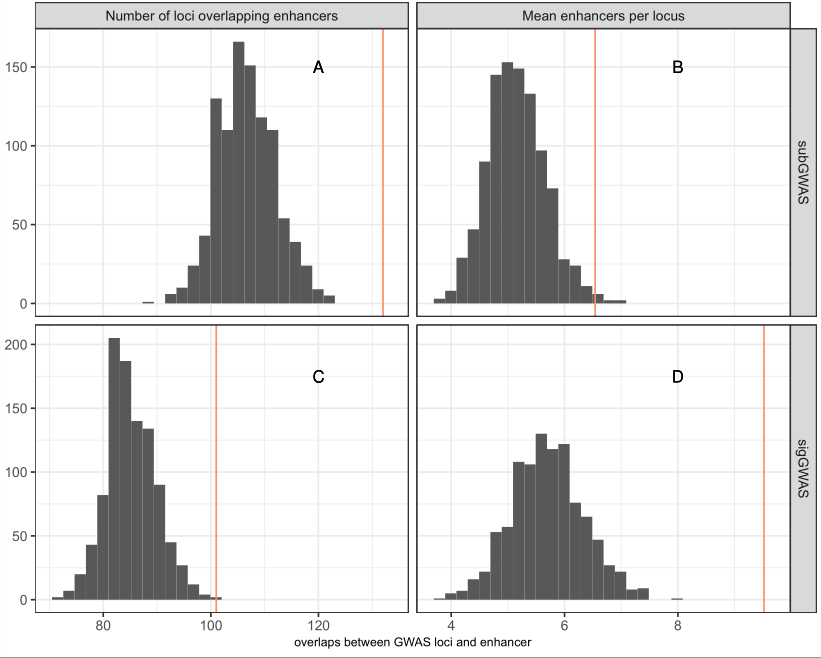 Number of loci overlapping enhancers
Mean enhancers per locus
A
B
150
100
50
0
subGWAS
C
D
200
150
100
50
0
sigGWAS
80
100
120
4
6
8
overlaps between GWAS loci and enhancer